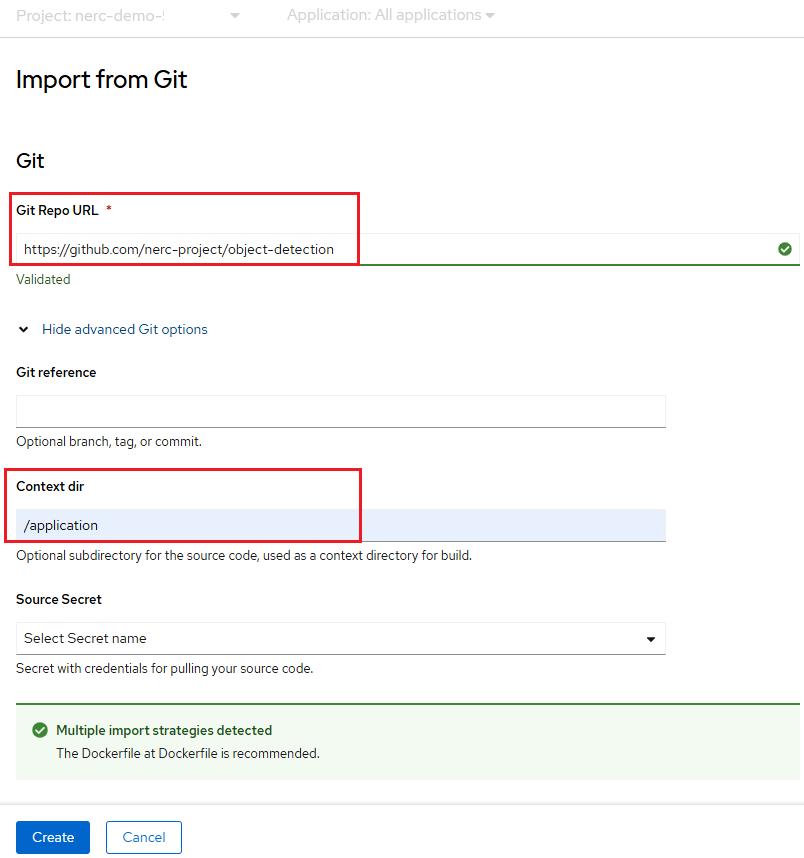 Project: nerc-demo- Application: All applications
Import from Git
Git
Git Repo URL *
https://github.com/nerc-project/object-detection
Validated
Hide advanced Git options
Git reference
Optional branch, tag, or commit.
Context dir
/application
Optional subdirectory for the source code, used as a context directory for build.
Source Secret
Select Secret name
Secret with credentials for pulling your source code.
Multiple import strategies detected
The Dockerfile at Dockerfile is recommended.
Create Cancel